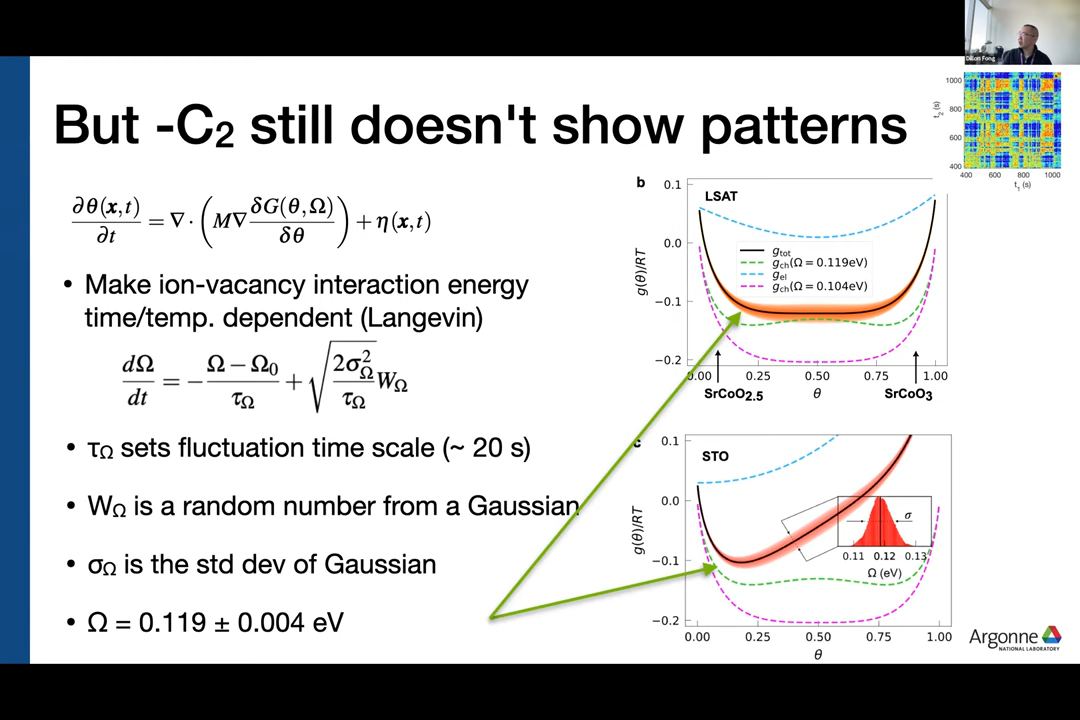 Dillon Fong
But -C₂ still doesn't show patterns
1000
800
600
400
t₂ (s)
400 600 800 1000
t₁ (s)
∂θ(x,t)/∂t = ∇ · (M∇ δG(θ,Ω)/δθ) + η(x,t)
• Make ion-vacancy interaction energy
time/temp. dependent (Langevin)
dΩ/dt = − (Ω − Ω₀)/τ_Ω + √(2σ_Ω²/τ_Ω) W_Ω
• τ_Ω sets fluctuation time scale (~ 20 s)
• W_Ω is a random number from a Gaussian
• σ_Ω is the std dev of Gaussian
• Ω = 0.119 ± 0.004 eV
b
LSAT
g(θ)/RT
0.1
0.0
−0.1
−0.2
g_tot
g_ch(Ω = 0.119eV)
g_el
g_ch(Ω = 0.104eV)
0.00 0.25 0.50 0.75 1.00
SrCoO₂.₅ θ SrCoO₃
c
STO
g(θ)/RT
0.1
0.0
−0.1
−0.2
σ
0.11 0.12 0.13
Ω (eV)
0.00 0.25 0.50 0.75 1.00
θ
Argonne
NATIONAL LABORATORY